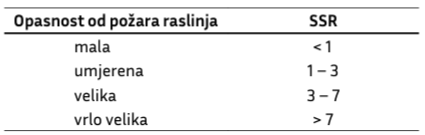 Opasnost od požara raslinja SSR
mala < 1
umjerena 1 – 3
velika 3 – 7
vrlo velika > 7